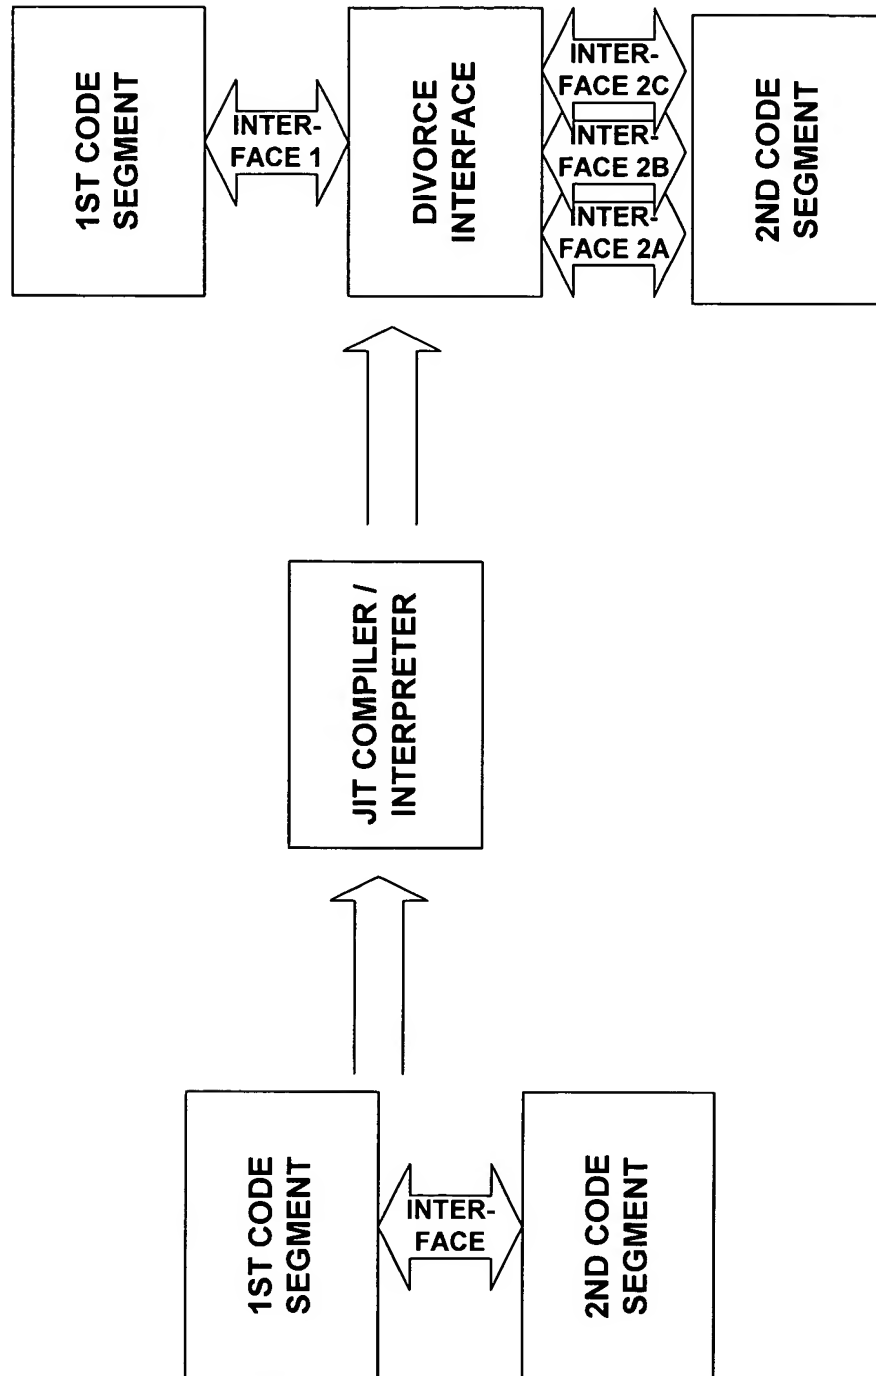 1ST CODE
SEGMENT
INTER-
FACE 1
DIVORCE
INTERFACE
INTER-
FACE 2C
INTER-
FACE 2B
INTER-
FACE 2A
2ND CODE
SEGMENT
JIT COMPILER /
INTERPRETER
1ST CODE
SEGMENT
INTER-
FACE
2ND CODE
SEGMENT